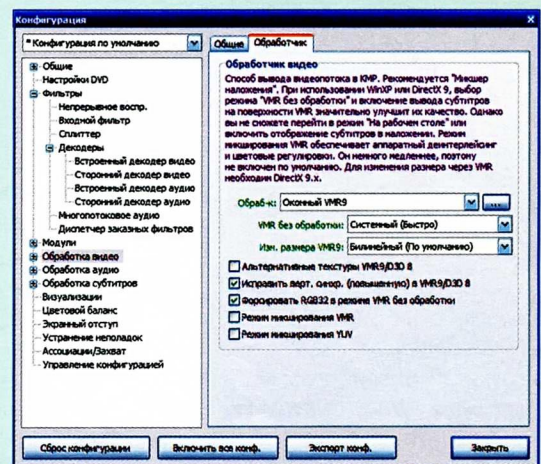 Конфигурация
* Конфигурация по умолчанию
Общие
Настройки DVD
Фильтры
Непрерывное воспр.
Входной фильтр
Сплиттер
Декодеры
Встроенный декодер видео
Сторонний декодер видео
Встроенный декодер аудио
Сторонний декодер аудио
Многопотоковое аудио
Диспетчер заказных фильтров
Модули
Обработка видео
Обработка аудио
Обработка субтитров
Визуализации
Цветовой баланс
Экранный отступ
Устранение неполадок
Ассоциации/Захват
Управление конфигурацией
Общие Обработчик
Обработчик видео
Способ вывода видеопотока в KMP. Рекомендуется "Микшер
наложения". При использовании WinXP или DirectX 9, выбор
режима "VMR без обработки" и включение вывода субтитров
на поверхности VMR значительно улучшит их качество. Однако
вы не сможете перейти в режим "На рабочем столе" или
включить отображение субтитров в наложении. Режим
микширования VMR обеспечивает аппаратный деинтерлейсинг
и цветовые регулировки. Он немного медленнее, поэтому
не включен по умолчанию. Для изменения размера через VMR
необходим DirectX 9.x.
Обраб-к: Оконный VMR9 ...
VMR без обработки: Системный (Быстро)
Изм. размера VMR9: Билинейный (По умолчанию)
Альтернативные текстуры VMR9/D3D 8
Исправить верт. синхр. (повышенную) в VMR9/D3D 8
Форсировать RGB32 в режиме VMR без обработки
Режим микширования VMR
Режим микширования YUV
Сброс конфигурации Включить все конф. Экспорт конф. Закрыть